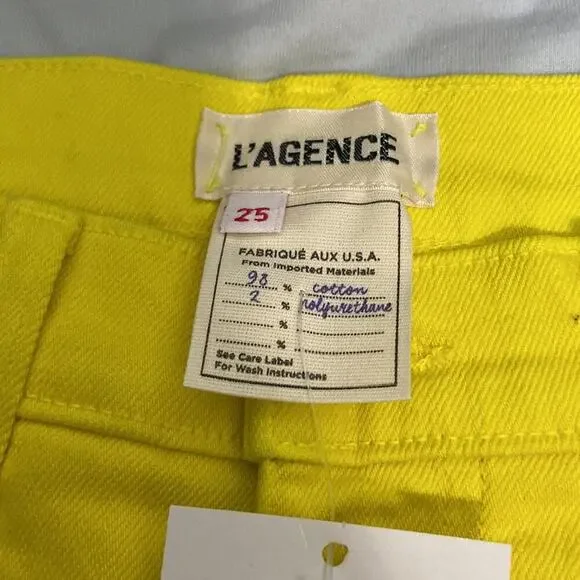 L'AGENCE
25
FABRIQUÉ AUX U.S.A.
From Imported Materials
98 % cotton
2 % polyurethane
%
%
See Care Label
For Wash Instructions